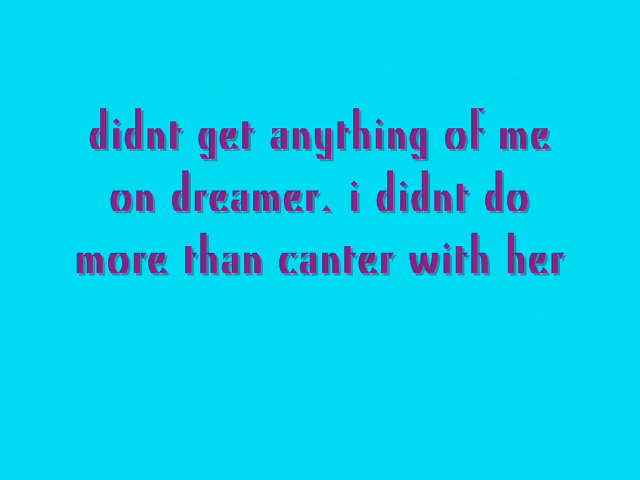 didnt get anything of me
on dreamer. i didnt do
more than canter with her